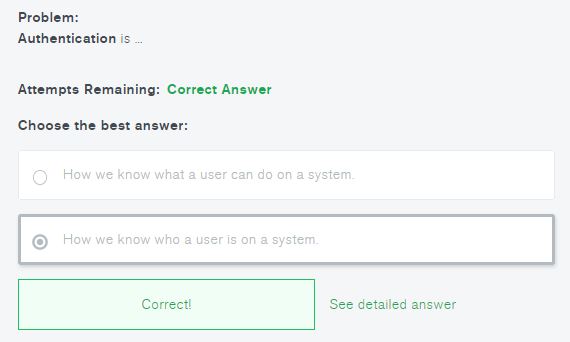 Problem:
Authentication is ...
Attempts Remaining: Correct Answer
Choose the best answer:
How we know what a user can do on a system.
How we know who a user is on a system.
Correct!
See detailed answer